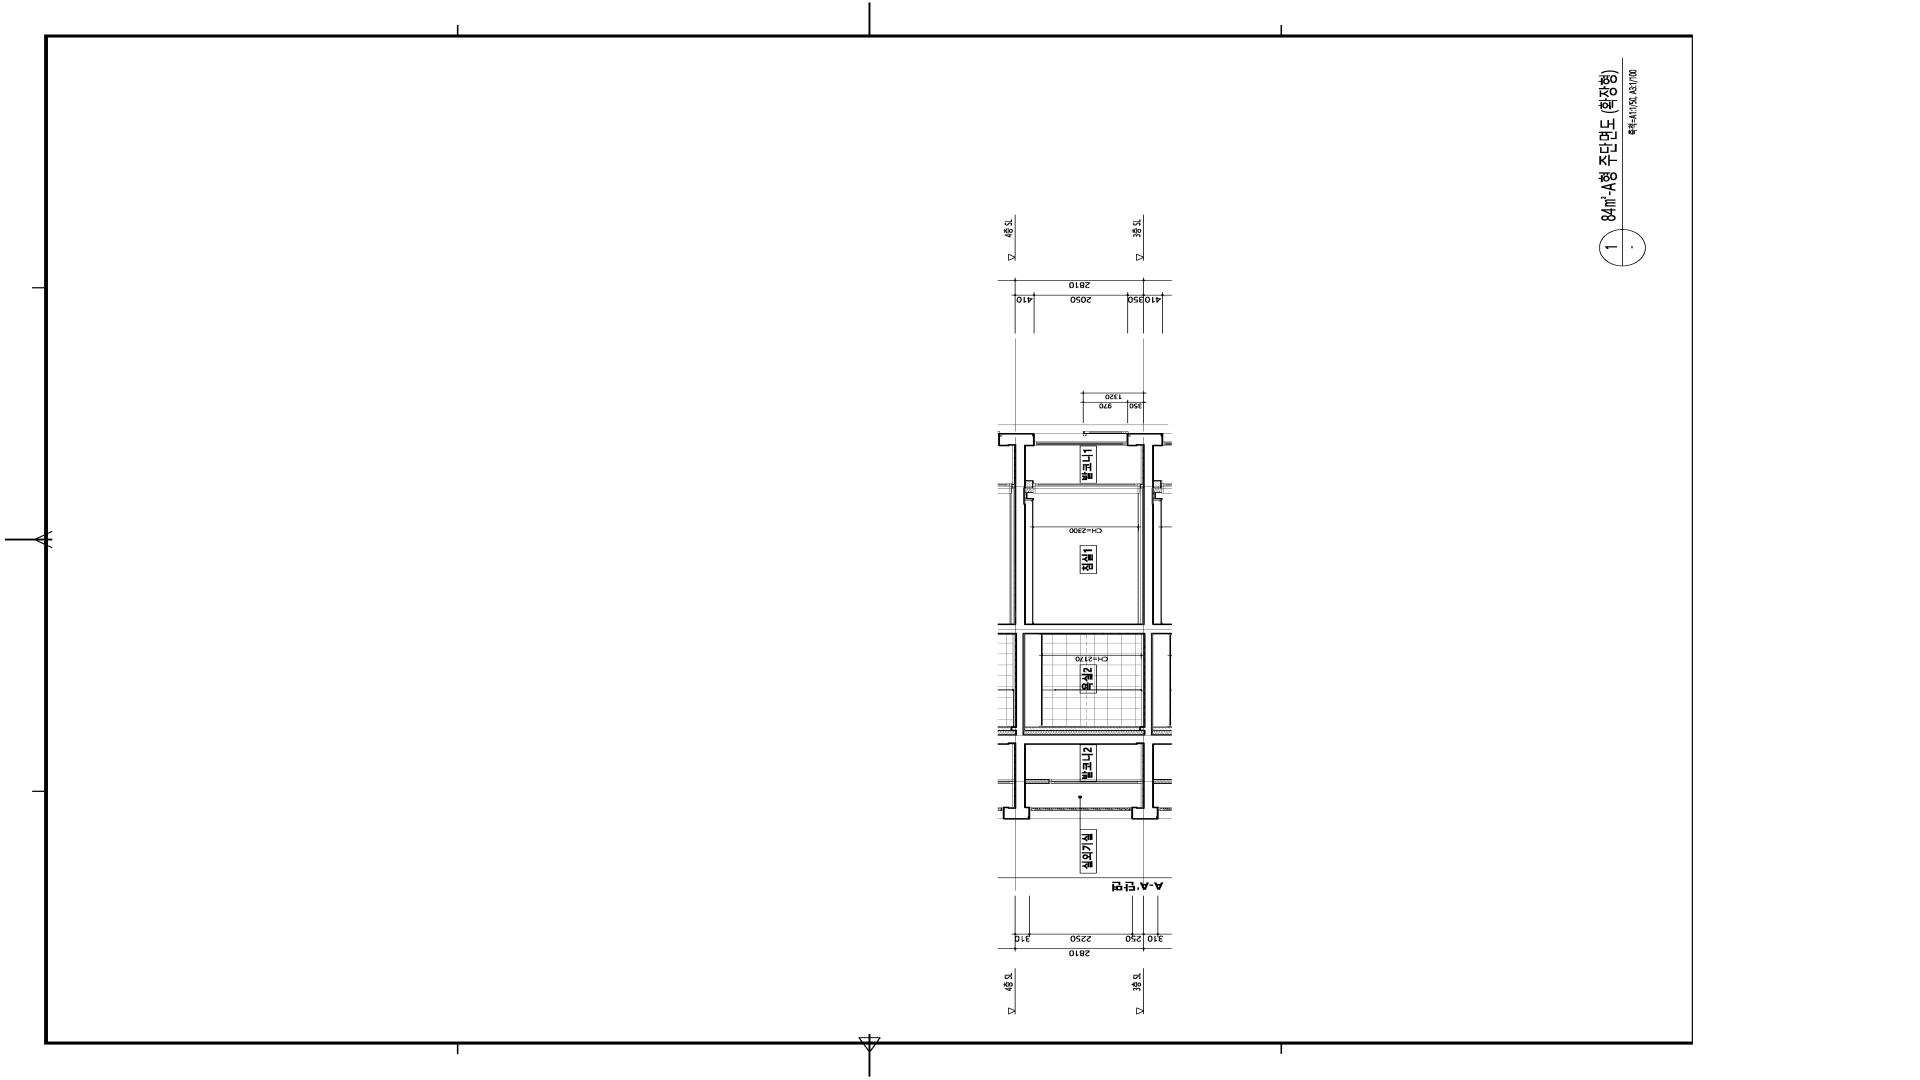 84m²-A형 주단면도 (확장형)
축척=A1:1/50, A3:1/100
1
-
4층 SL
3층 SL
2810
410
2050
350
410
1320
970
350
발코니1
CH=2300
침실1
CH=2170
욕실2
발코니2
실외기실
A-A'단면
310
2250
250
310
2810
4층 SL
3층 SL